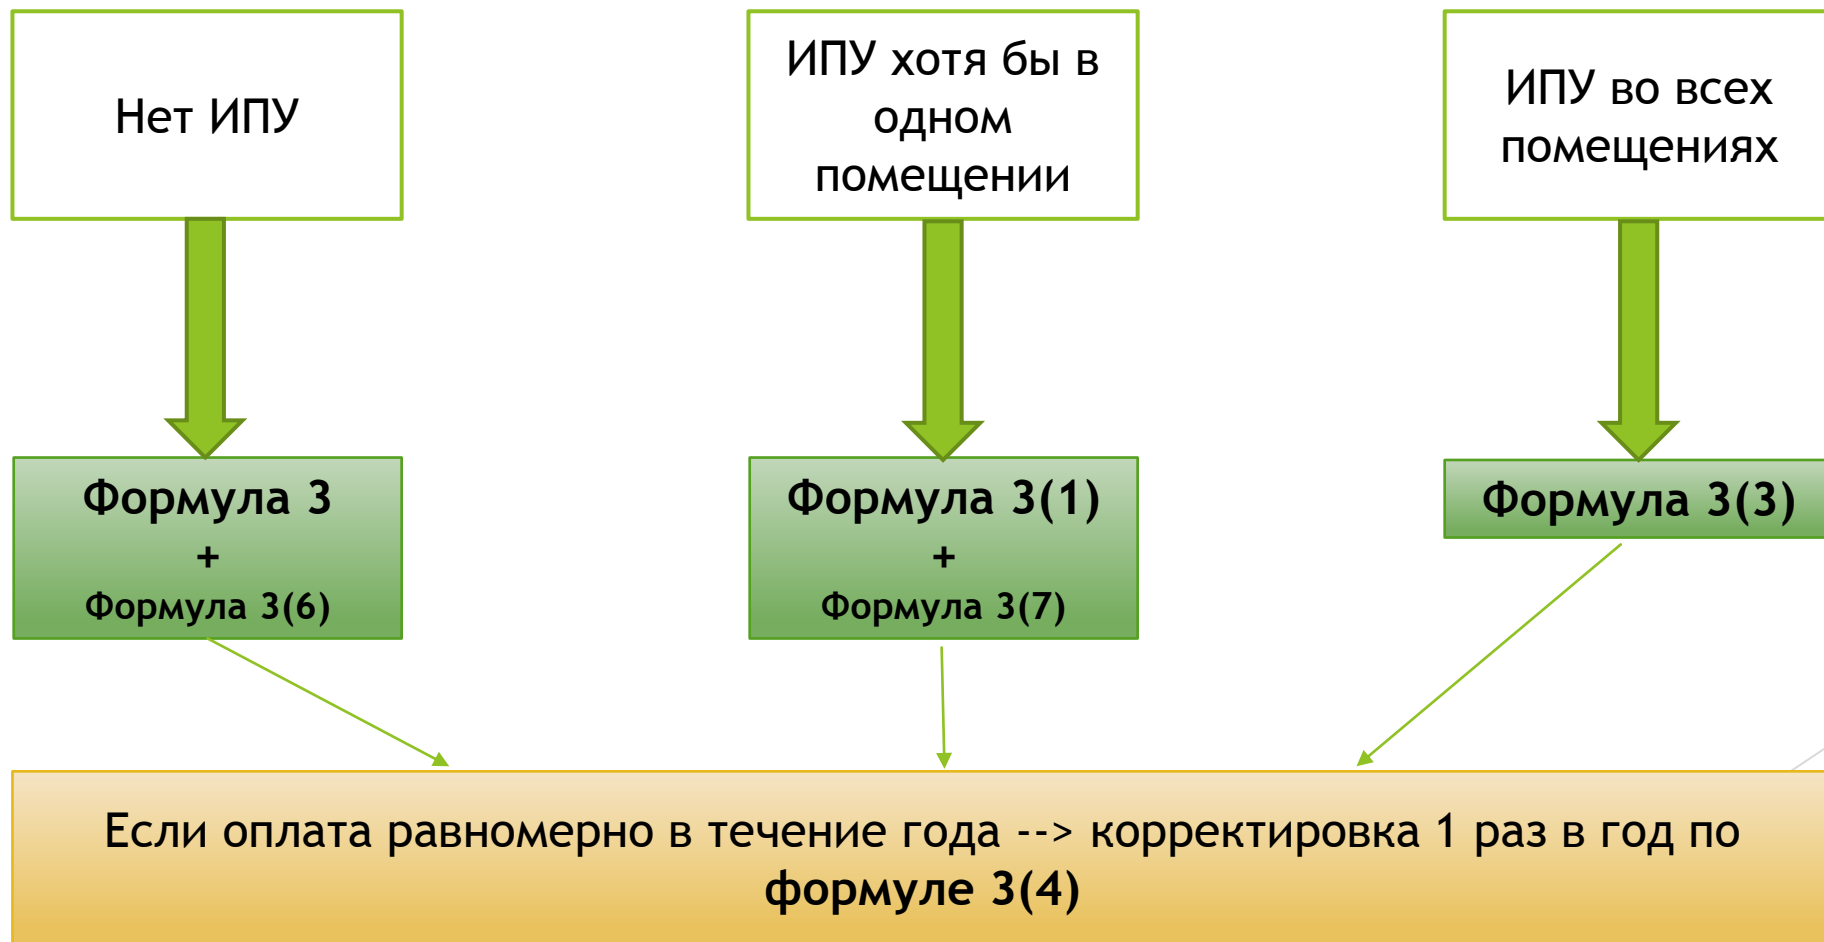 Нет ИПУ
ИПУ хотя бы в
одном
помещении
ИПУ во всех
помещениях
Формула 3
+
Формула 3(6)
Формула 3(1)
+
Формула 3(7)
Формула 3(3)
Если оплата равномерно в течение года --> корректировка 1 раз в год по
формуле 3(4)